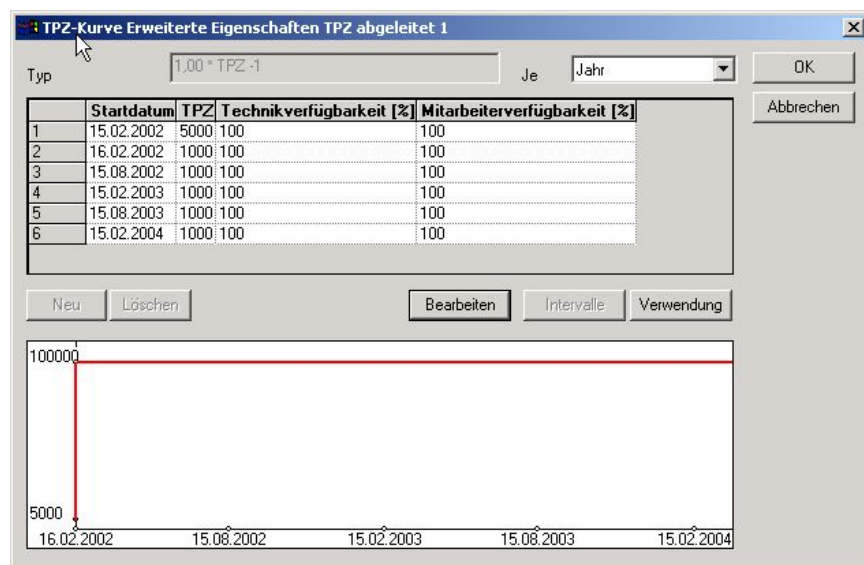 TPZ-Kurve Erweiterte Eigenschaften TPZ abgeleitet 1
Typ 1,00 * TPZ -1 Je Jahr OK
Abbrechen
Startdatum TPZ Technikverfügbarkeit [%] Mitarbeiterverfügbarkeit [%]
1 15.02.2002 5000 100 100
2 16.02.2002 1000 100 100
3 15.08.2002 1000 100 100
4 15.02.2003 1000 100 100
5 15.08.2003 1000 100 100
6 15.02.2004 1000 100 100
Neu Löschen Bearbeiten Intervalle Verwendung
100000
5000
16.02.2002 15.08.2002 15.02.2003 15.08.2003 15.02.2004